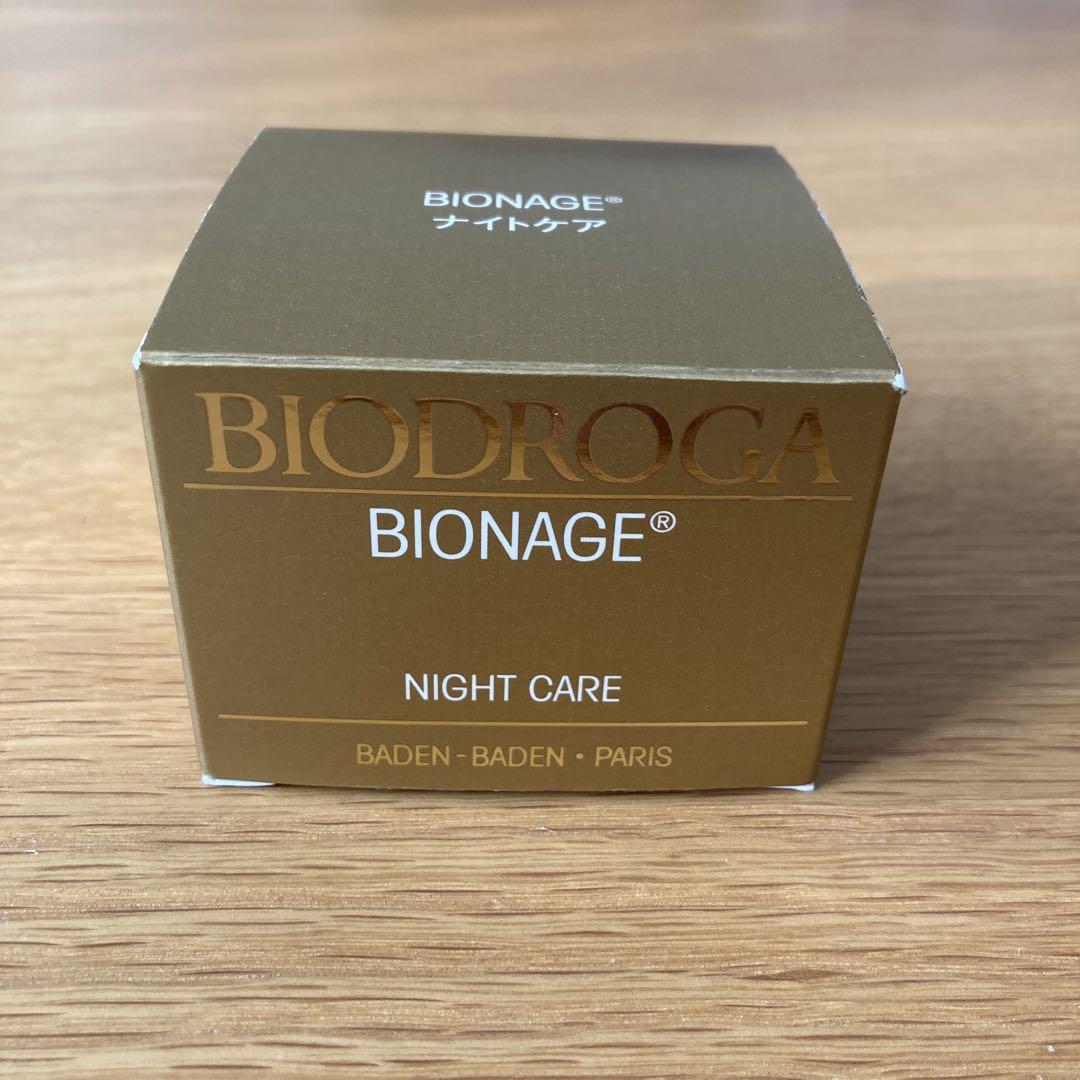 BIONAGE®
ナイトケア
BIODROGA
BIONAGE®
NIGHT CARE
BADEN-BADEN • PARIS